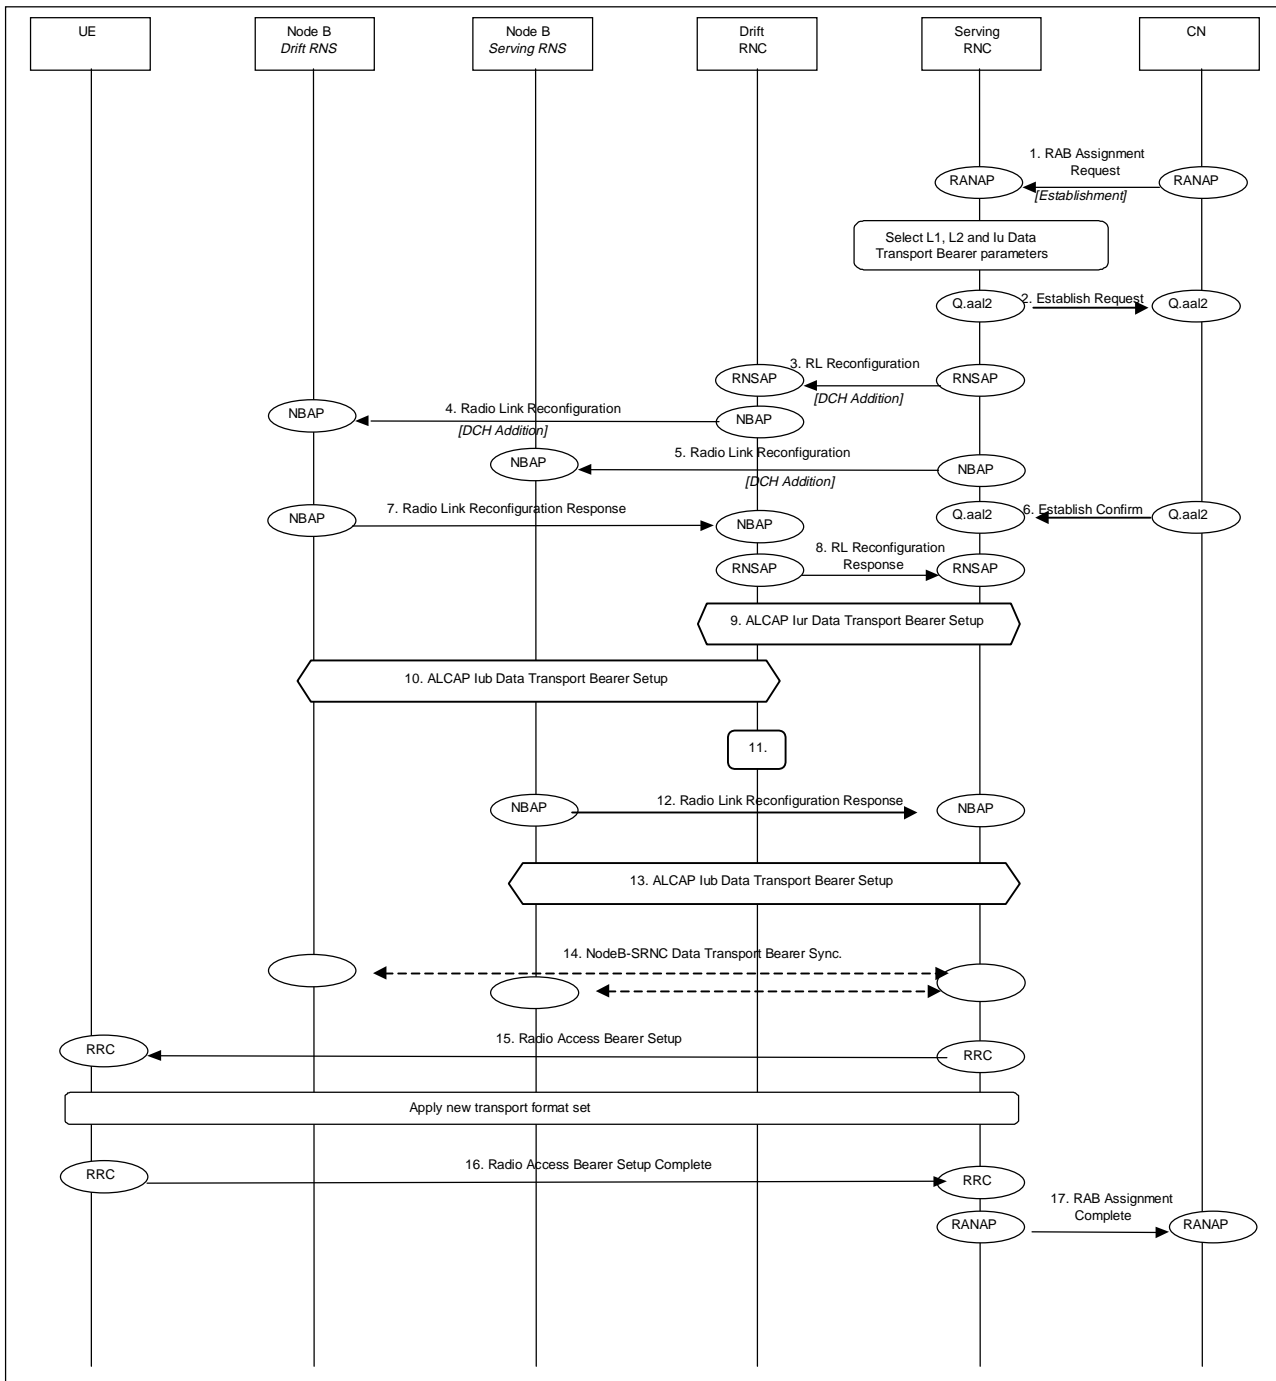 UE
Node B
Drift RNS
Node B
Serving RNS
Drift
RNC
Serving
RNC
CN
1. RAB Assignment
Request
RANAP
RANAP
[Establishment]
Select L1, L2 and Iu Data
Transport Bearer parameters
Q.aal2
2. Establish Request
Q.aal2
RNSAP
3. RL Reconfiguration
RNSAP
[DCH Addition]
NBAP
4. Radio Link Reconfiguration
NBAP
[DCH Addition]
5. Radio Link Reconfiguration
NBAP
NBAP
[DCH Addition]
NBAP
7. Radio Link Reconfiguration Response
NBAP
Q.aal2
6. Establish Confirm
Q.aal2
8. RL Reconfiguration
Response
RNSAP
RNSAP
9. ALCAP Iur Data Transport Bearer Setup
10. ALCAP Iub Data Transport Bearer Setup
11.
NBAP
12. Radio Link Reconfiguration Response
NBAP
13. ALCAP Iub Data Transport Bearer Setup
14. NodeB-SRNC Data Transport Bearer Sync.
RRC
15. Radio Access Bearer Setup
RRC
Apply new transport format set
RRC
16. Radio Access Bearer Setup Complete
RRC
17. RAB Assignment
Complete
RANAP
RANAP